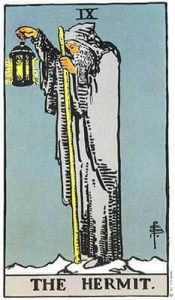 IX
THE HERMIT.